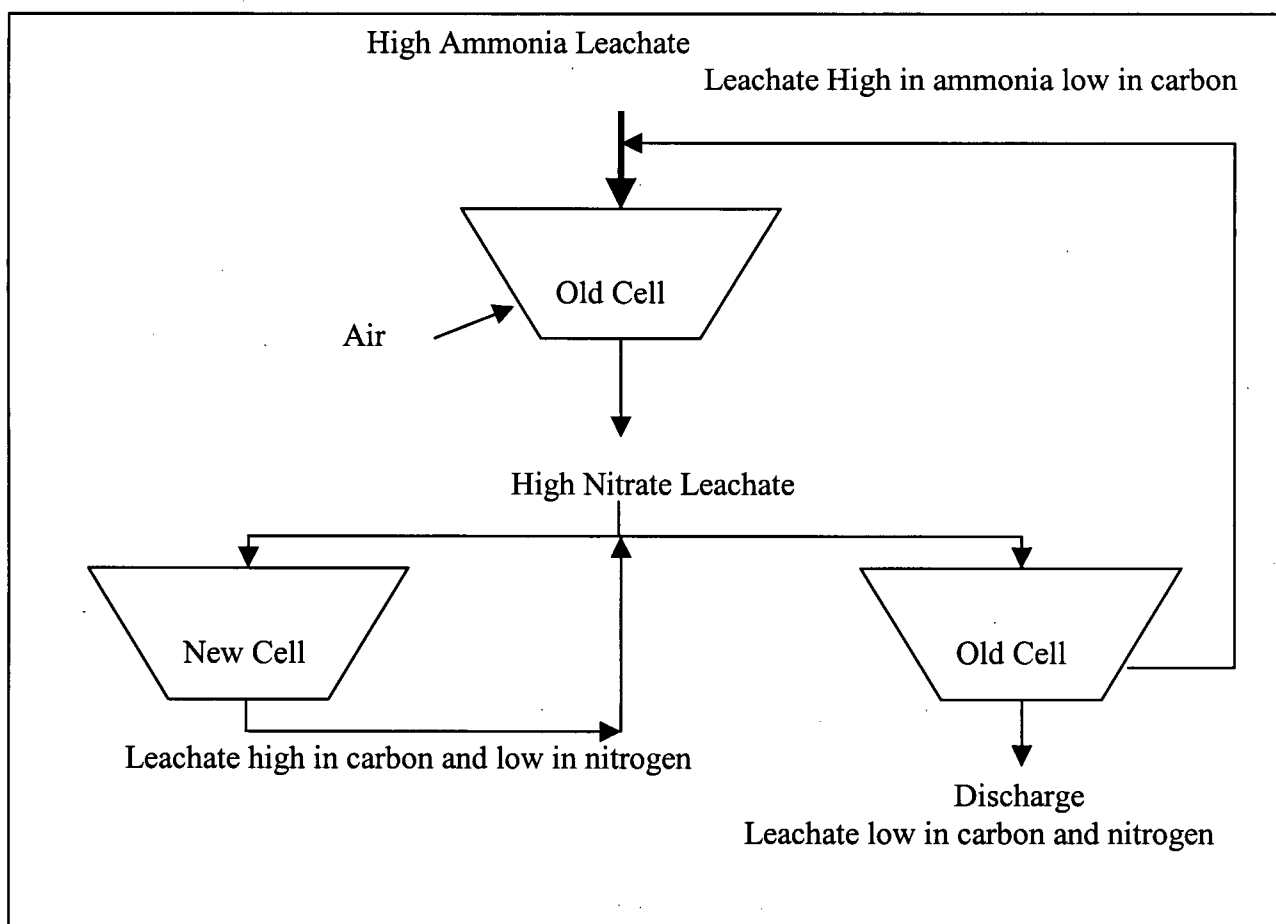 High Ammonia Leachate
Leachate High in ammonia low in carbon
Old Cell
Air
High Nitrate Leachate
New Cell
Old Cell
Leachate high in carbon and low in nitrogen
Discharge
Leachate low in carbon and nitrogen